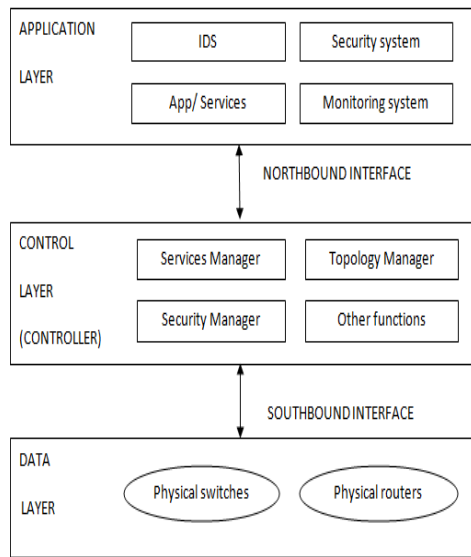 APPLICATION
LAYER
IDS
Security system
App/ Services
Monitoring system
NORTHBOUND INTERFACE
CONTROL
LAYER
(CONTROLLER)
Services Manager
Topology Manager
Security Manager
Other functions
SOUTHBOUND INTERFACE
DATA
LAYER
Physical switches
Physical routers